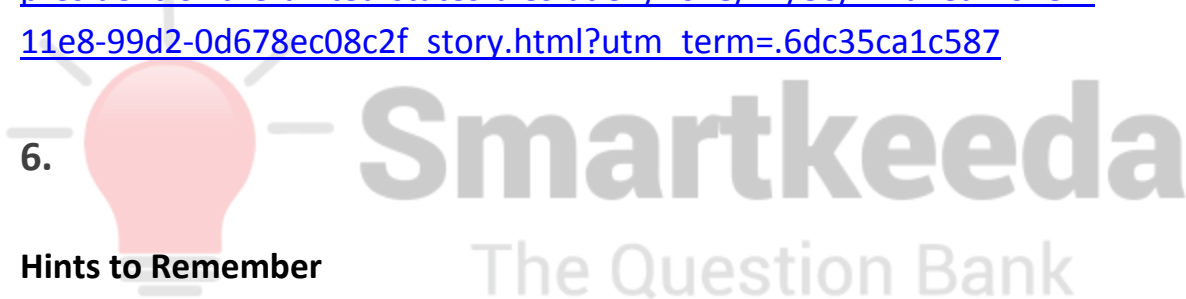 11e8-99d2-0d678ec08c2f_story.html?utm_term=.6dc35ca1c587
Smartkeeda
6.
The Question Bank
Hints to Remember